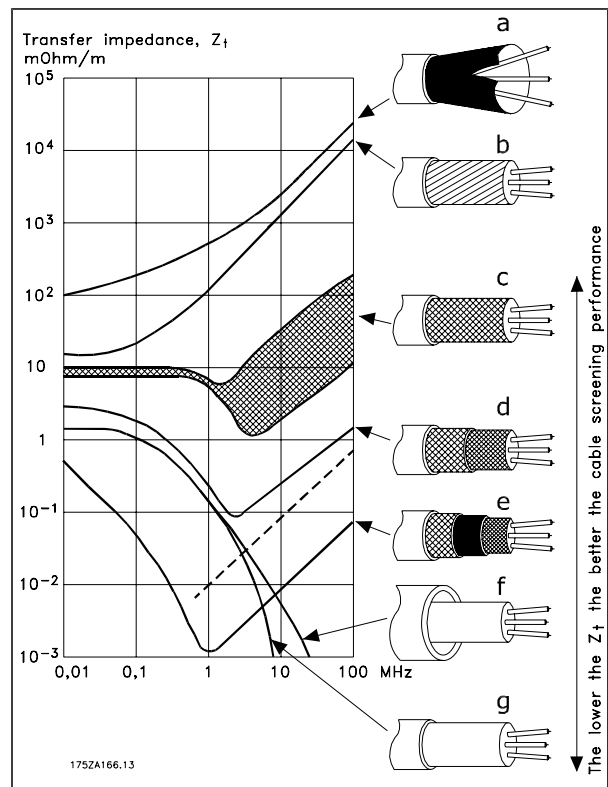 Transfer impedance, Zt
mOhm/m
10⁵
10⁴
10³
10²
10
1
10⁻¹
10⁻²
10⁻³
0,01 0,1 1 10 100 MHz
a
b
c
d
e
f
g
The lower the Zt the better the cable screening performance
175ZA166.13